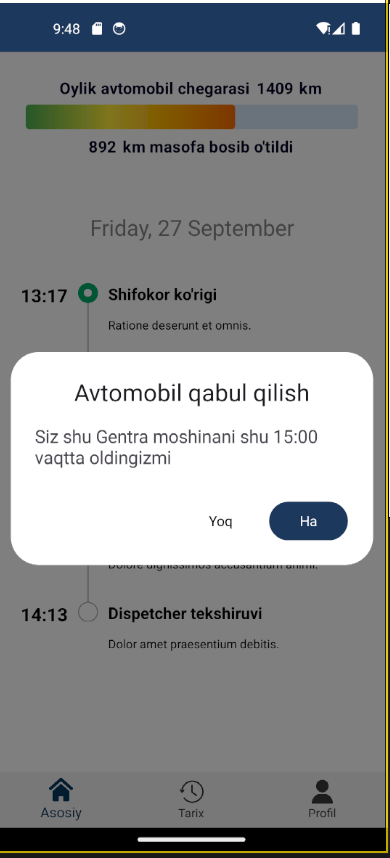 9:48
Oylik avtomobil chegarasi 1409 km
892 km masofa bosib o'tildi
Friday, 27 September
13:17 Shifokor ko'rigi
Ratione deserunt et omnis.
Avtomobil qabul qilish
Siz shu Gentra moshinani shu 15:00
vaqtta oldingizmi
Yoq Ha
Dolore dignissimos accusantium animi.
14:13 Dispetcher tekshiruvi
Dolor amet praesentium debitis.
Asosiy Tarix Profil